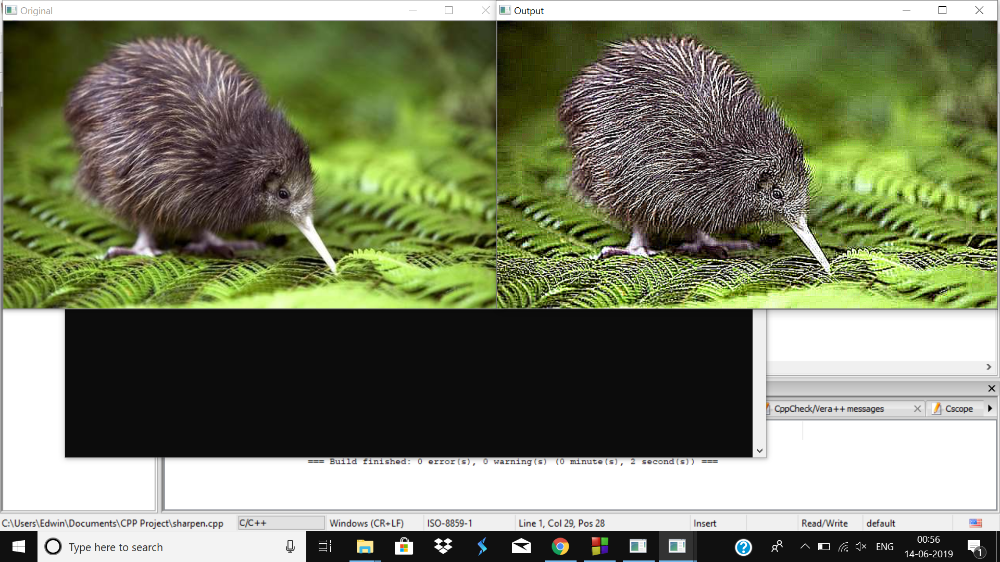 Original
Output
CppCheck/Vera++ messages
Cscope
=== Build finished: 0 error(s), 0 warning(s) (0 minute(s), 2 second(s)) ===
C:\Users\Edwin\Documents\CPP Project\sharpen.cpp
C/C++
Windows (CR+LF)
ISO-8859-1
Line 1, Col 29, Pos 28
Insert
Read/Write
default
Type here to search
ENG
00:56
14-06-2019
1